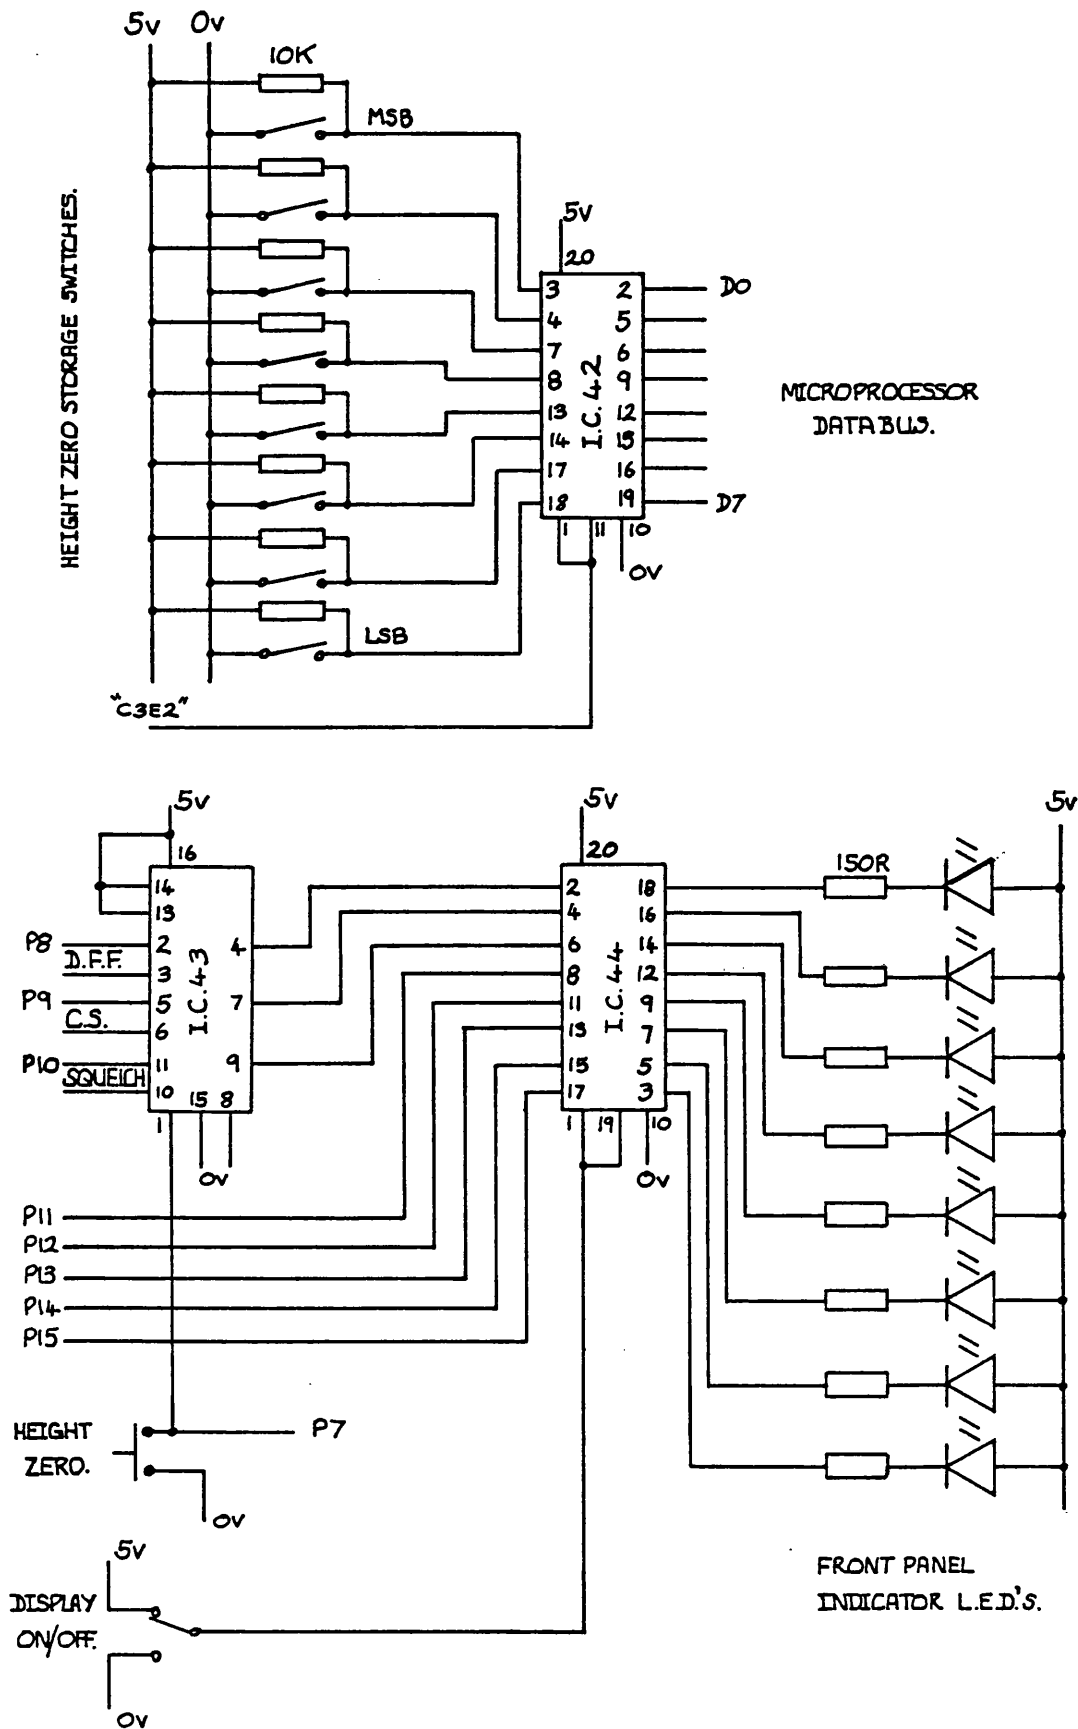 5v 0v
10K
MSB
HEIGHT ZERO STORAGE SWITCHES.
5v
20
3 2 D0
4 5
7 6
8 9
13 12
14 15
17 16
18 19 D7
I.C.42
1 11 10
0v
MICROPROCESSOR
DATABUS.
LSB
"C3E2"
5v
16
14
13
P8 2 4
D.F.F. 3
P9 5 7
C.S. 6
P10 11 9
SQUELCH 10
15 8
1
I.C.43
0v
5v
20
2 18
4 16
6 14
8 12
11 9
13 7
15 5
17 3
I.C.44
1 19 10
0v
150R
5v
P11
P12
P13
P14
P15
HEIGHT
ZERO.
P7
0v
5v
DISPLAY
ON/OFF.
0v
FRONT PANEL
INDICATOR L.E.D.'S.